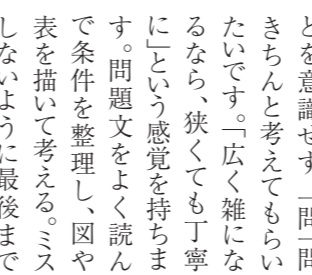 とを意識せず、一問一問
きちんと考えてもらい
たいです。「広く雑にな
るなら、狭くても丁寧
に」という感覚を持ちま
す。問題文をよく読ん
で条件を整理し、図や
表を描いて考える。ミス
しないように最後まで